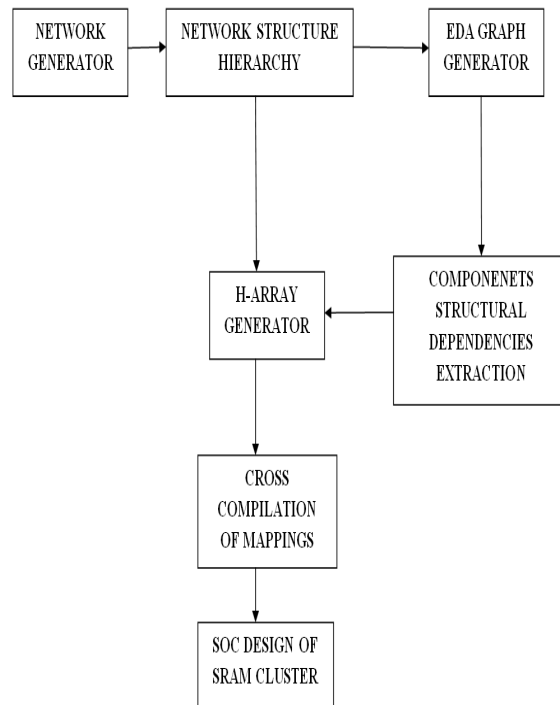 NETWORK
GENERATOR
NETWORK STRUCTURE
HIERARCHY
EDA GRAPH
GENERATOR
H-ARRAY
GENERATOR
COMPONENETS
STRUCTURAL
DEPENDENCIES
EXTRACTION
CROSS
COMPILATION
OF MAPPINGS
SOC DESIGN OF
SRAM CLUSTER